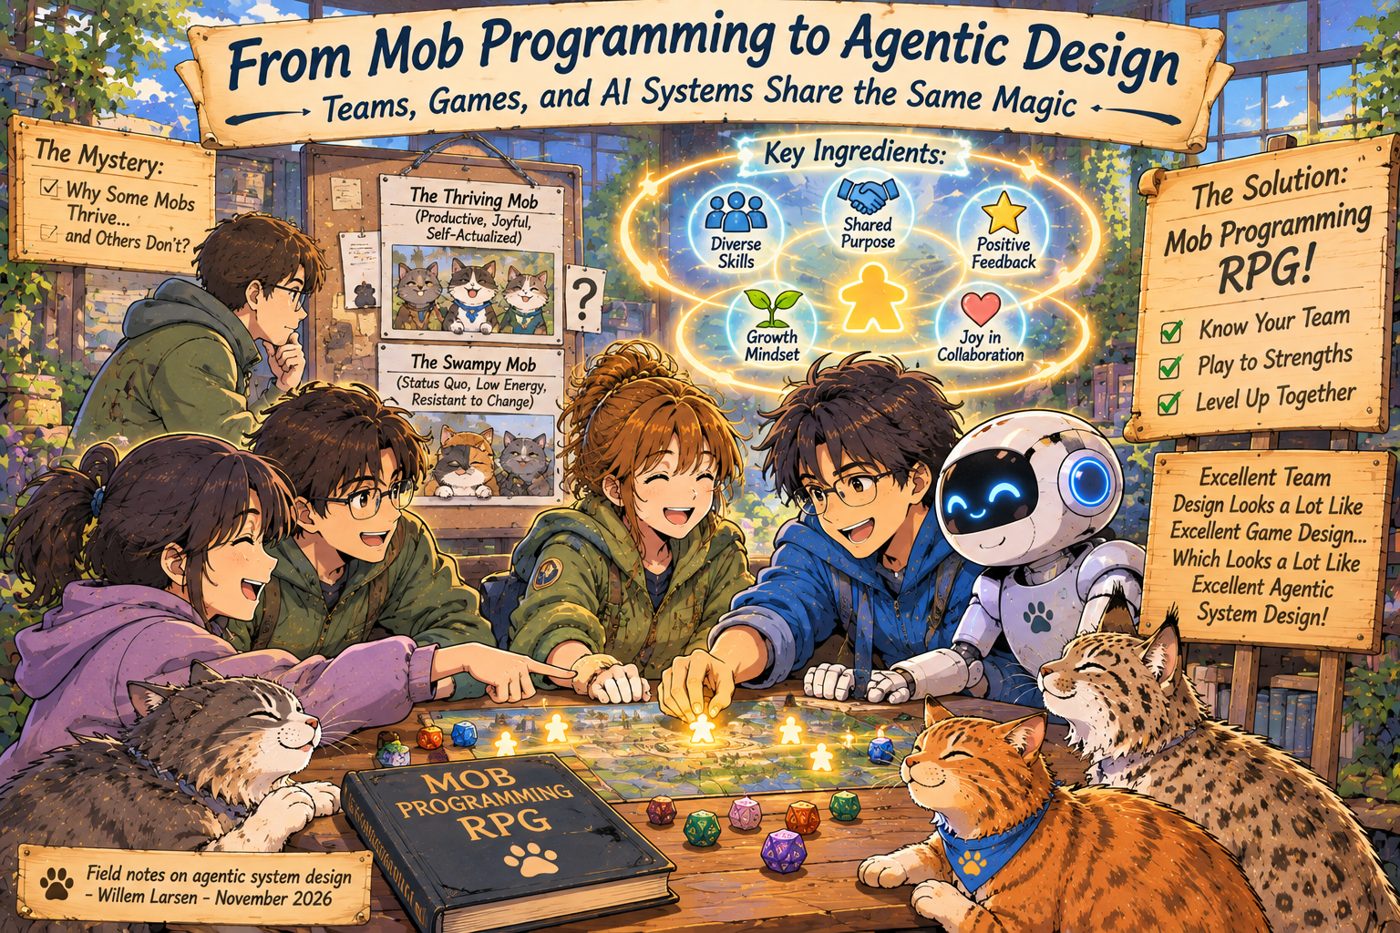 From Mob Programming to Agentic Design
Teams, Games, and AI Systems Share the Same Magic
The Mystery:
Why Some Mobs
Thrive...
and Others Don't?
The Thriving Mob
(Productive, Joyful,
Self-Actualized)
?
The Swampy Mob
(Status Quo, Low Energy,
Resistant to Change)
Key Ingredients:
Diverse
Skills
Shared
Purpose
Positive
Feedback
Growth
Mindset
Joy in
Collaboration
The Solution:
Mob Programming
RPG!
Know Your Team
Play to Strengths
Level Up Together
Excellent Team
Design Looks a Lot Like
Excellent Game Design...
Which Looks a Lot Like
Excellent Agentic
System Design!
MOB
PROGRAMMING
RPG
Field notes on agentic system design
- Willem Larsen - November 2026